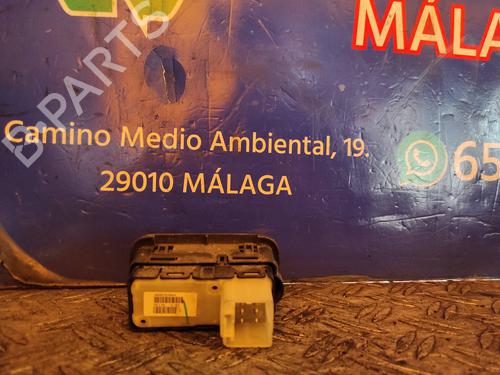 B-PARTS
MÁLA
Camino Medio Ambiental, 19.
29010 MÁLAGA
65